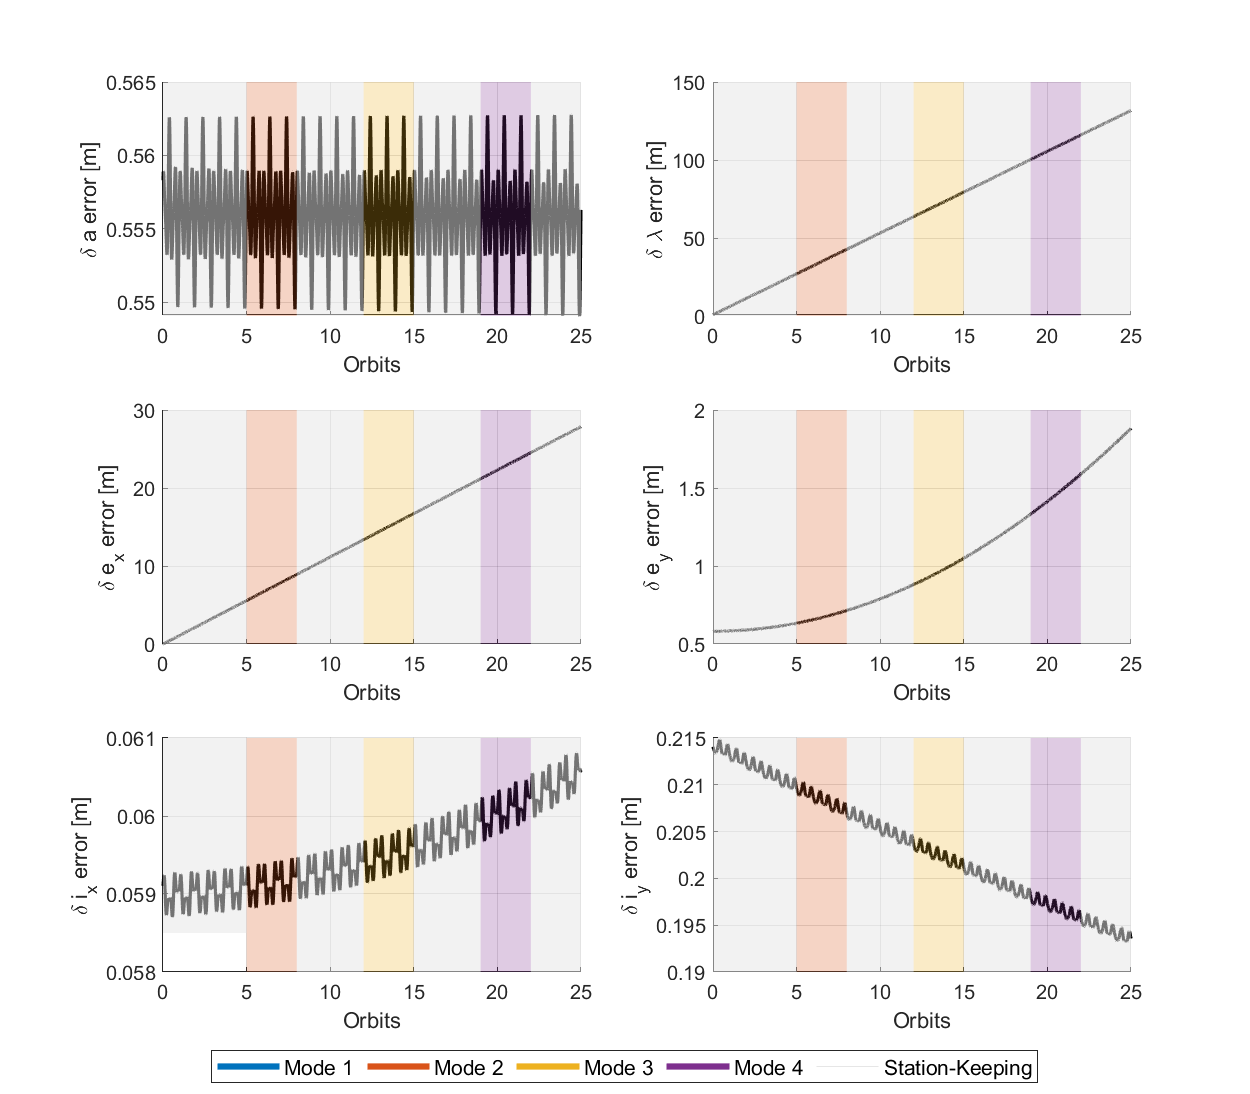 0.565
0.56
0.555
0.55
δ a error [m]
0 5 10 15 20 25
Orbits
150
100
50
0
δ λ error [m]
0 5 10 15 20 25
Orbits
30
20
10
0
δ e_x error [m]
0 5 10 15 20 25
Orbits
2
1.5
1
0.5
δ e_y error [m]
0 5 10 15 20 25
Orbits
0.061
0.06
0.059
0.058
δ i_x error [m]
0 5 10 15 20 25
Orbits
0.215
0.21
0.205
0.2
0.195
0.19
δ i_y error [m]
0 5 10 15 20 25
Orbits
Mode 1 Mode 2 Mode 3 Mode 4 Station-Keeping